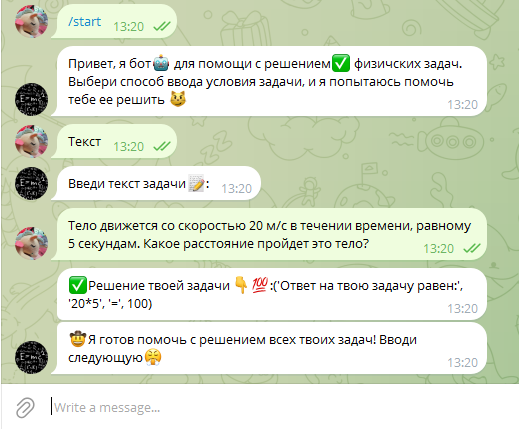 /start 13:20
Привет, я бот🤖 для помощи с решением✅ физичских задач.
Выбери способ ввода условия задачи, и я попытаюсь помочь
тебе ее решить 😼 13:20
Текст 13:20
Введи текст задачи📝: 13:20
Тело движется со скоростью 20 м/с в течении времени, равному
5 секундам. Какое расстояние пройдет это тело? 13:20
✅Решение твоей задачи 👇💯:('Ответ на твою задачу равен:',
'20*5', '=', 100) 13:20
🤠Я готов помочь с решением всех твоих задач! Вводи
следующую😤 13:20
Write a message...